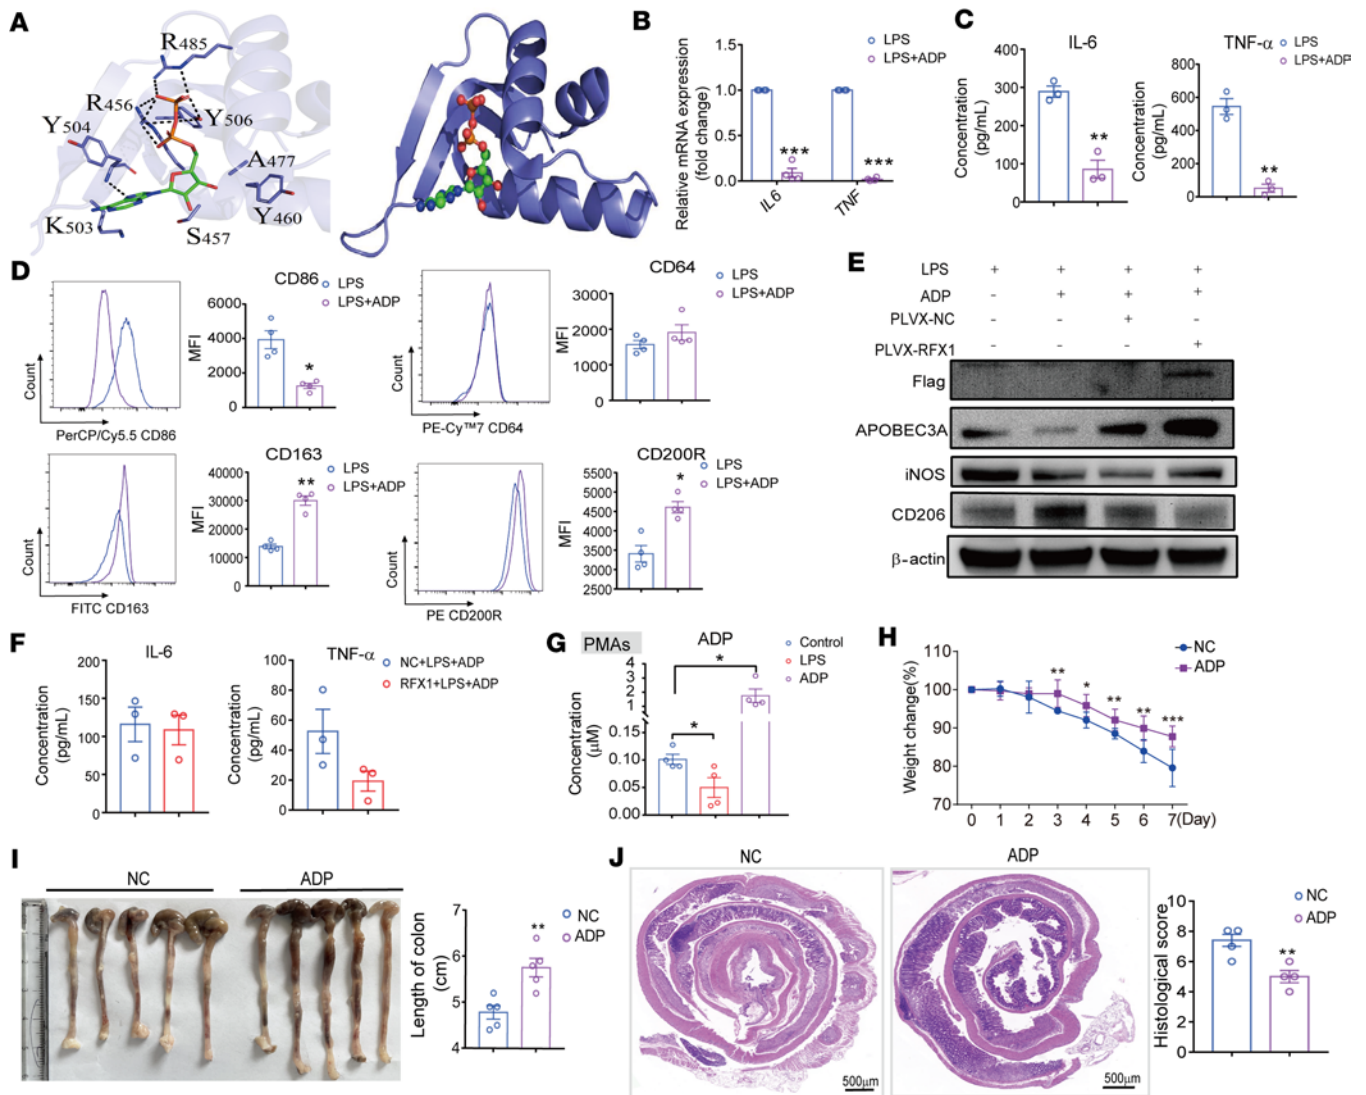 A
R485
R456
Y504
Y506
A477
Y460
K503
S457
B
Relative mRNA expression
(fold change)
1.5
1.0
0.5
0.0
LPS
LPS+ADP
***
***
IL6
TNF
C
IL-6
Concentration
(pg/mL)
400
300
200
100
0
**
TNF-α
LPS
LPS+ADP
Concentration
(pg/mL)
800
600
400
200
0
**
D
Count
PerCP/Cy5.5 CD86
CD86
LPS
LPS+ADP
MFI
6000
4000
2000
0
*
Count
PE-Cy™7 CD64
CD64
LPS
LPS+ADP
MFI
3000
2000
1000
0
Count
FITC CD163
CD163
LPS
LPS+ADP
MFI
40000
30000
20000
10000
0
**
Count
PE CD200R
CD200R
LPS
LPS+ADP
MFI
5500
5000
4500
4000
3500
3000
2500
*
E
LPS + + + +
ADP - + + +
PLVX-NC - - + -
PLVX-RFX1 - - - +
Flag
APOBEC3A
iNOS
CD206
β-actin
F
IL-6
Concentration
(pg/mL)
200
150
100
50
0
TNF-α
NC+LPS+ADP
RFX1+LPS+ADP
Concentration
(pg/mL)
100
80
60
40
20
0
G
PMAs
ADP
Control
LPS
ADP
Concentration
(μM)
4
3
2
1
0
0.10
0.05
0.00
*
*
H
NC
ADP
Weight change(%)
110
100
90
80
70
** * ** ** ***
0 1 2 3 4 5 6 7(Day)
I
NC
ADP
NC
ADP
Length of colon
(cm)
7
6
5
4
**
J
NC
ADP
500μm
500μm
NC
ADP
Histological score
10
8
6
4
2
0
**